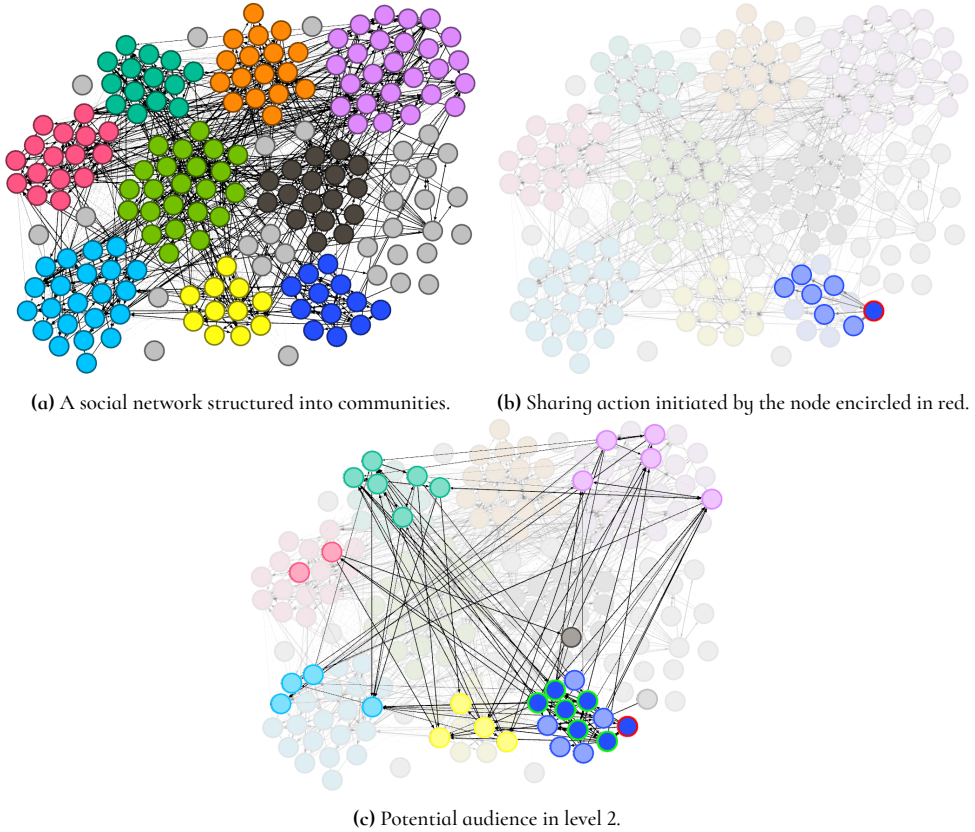 (a) A social network structured into communities.
(b) Sharing action initiated by the node encircled in red.
(c) Potential audience in level 2.